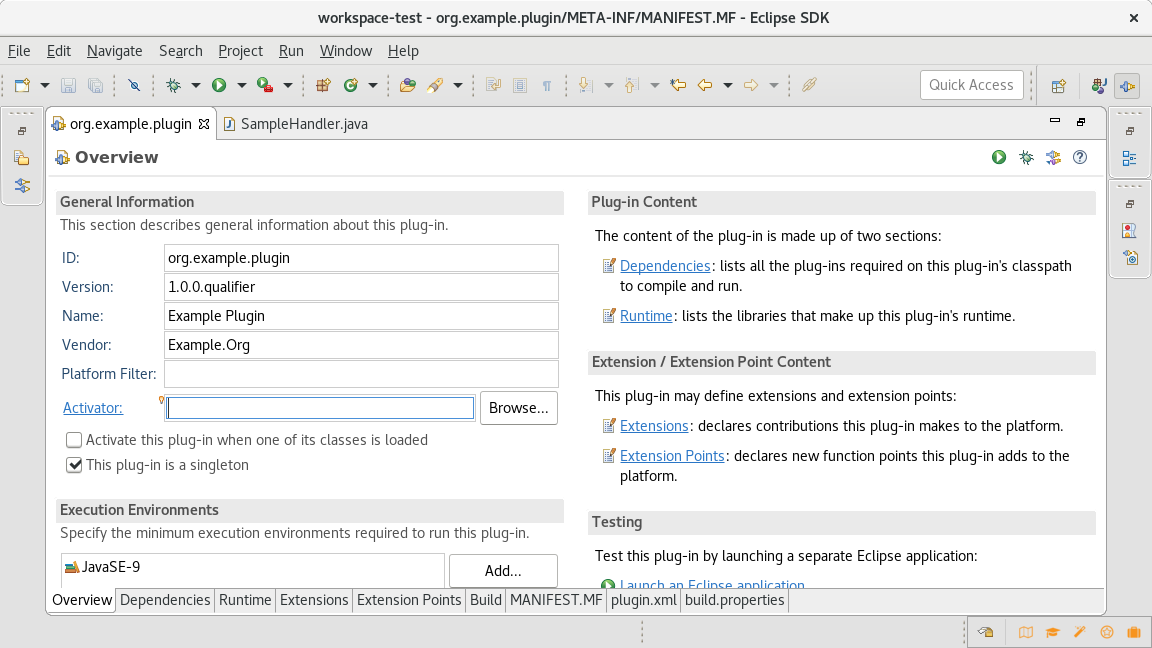 workspace-test - org.example.plugin/META-INF/MANIFEST.MF - Eclipse SDK
File Edit Navigate Search Project Run Window Help
Quick Access
org.example.plugin
SampleHandler.java
Overview
General Information
This section describes general information about this plug-in.
ID: org.example.plugin
Version: 1.0.0.qualifier
Name: Example Plugin
Vendor: Example.Org
Platform Filter:
Activator: Browse...
Activate this plug-in when one of its classes is loaded
This plug-in is a singleton
Execution Environments
Specify the minimum execution environments required to run this plug-in.
JavaSE-9
Add...
Plug-in Content
The content of the plug-in is made up of two sections:
Dependencies: lists all the plug-ins required on this plug-in's classpath
to compile and run.
Runtime: lists the libraries that make up this plug-in's runtime.
Extension / Extension Point Content
This plug-in may define extensions and extension points:
Extensions: declares contributions this plug-in makes to the platform.
Extension Points: declares new function points this plug-in adds to the
platform.
Testing
Test this plug-in by launching a separate Eclipse application:
Launch an Eclipse application
Overview Dependencies Runtime Extensions Extension Points Build MANIFEST.MF plugin.xml build.properties